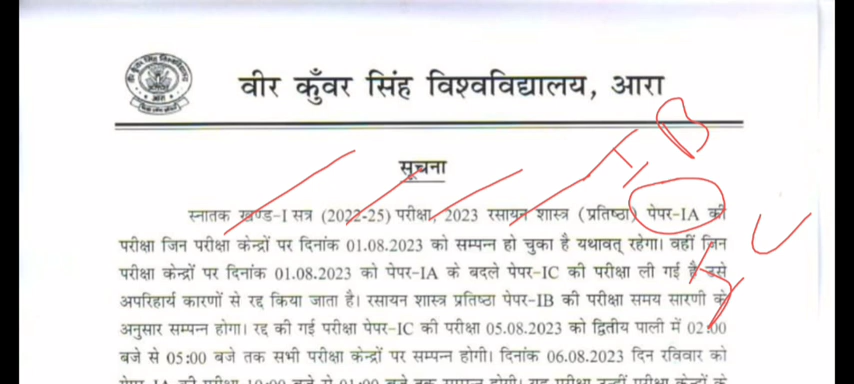 वीर कुँवर सिंह विश्वविद्यालय, आरा
सूचना
स्नातक खण्ड-I सत्र (2022-25) परीक्षा, 2023 रसायन शास्त्र (प्रतिष्ठा) पेपर-IA की
परीक्षा जिन परीक्षा केन्द्रों पर दिनांक 01.08.2023 को सम्पन्न हो चुका है यथावत् रहेगा। वहीं जिन
परीक्षा केन्द्रों पर दिनांक 01.08.2023 को पेपर-IA के बदले पेपर-IC की परीक्षा ली गई है उसे
अपरिहार्य कारणों से रद्द किया जाता है। रसायन शास्त्र प्रतिष्ठा पेपर-IB की परीक्षा समय सारणी के
अनुसार सम्पन होगा। रद्द की गई परीक्षा पेपर-IC की परीक्षा 05.08.2023 को द्वितीय पाली में 02:00
बजे से 05:00 बजे तक सभी परीक्षा केन्द्रों पर सम्पन होगी। दिनांक 06.08.2023 दिन रविवार को
IB
IC